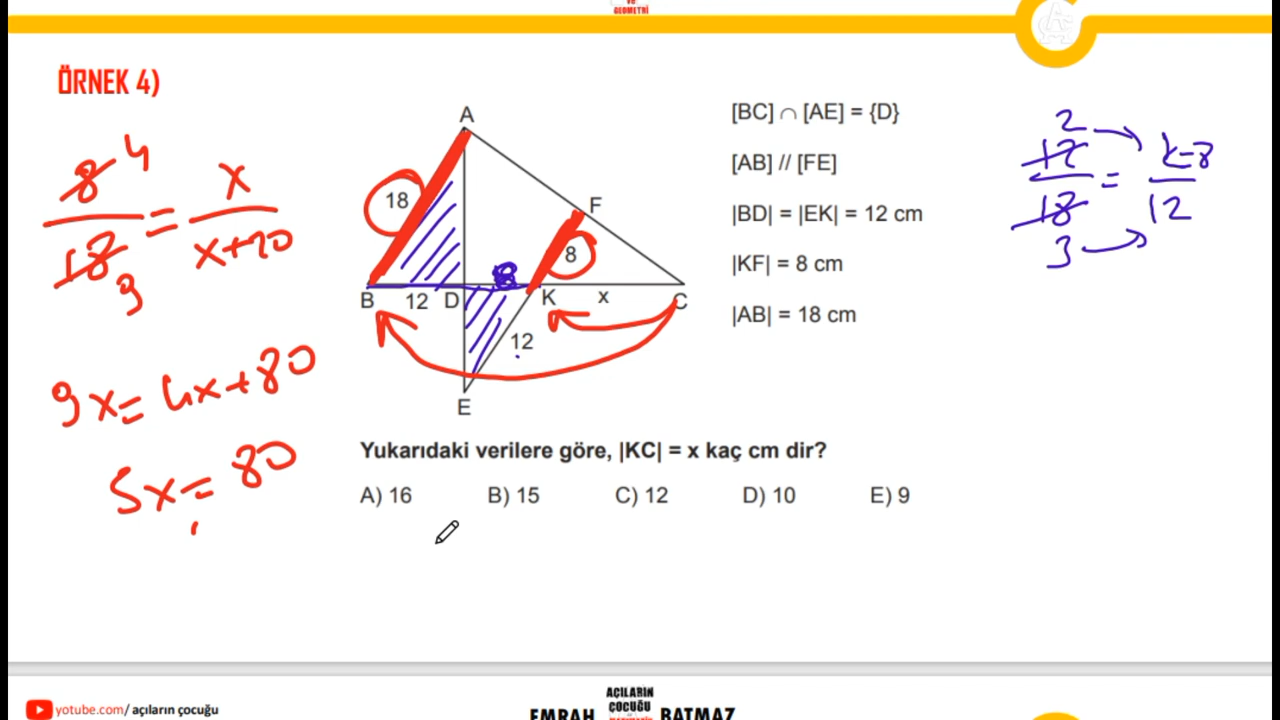 VE
GEOMETRİ
ÖRNEK 4)
8 4
18 9
=
x
x+20
9x = 4x+80
5x = 80
A
18
F
8
8
B 12 D K x C
12
E
[BC] ∩ [AE] = {D}
[AB] // [FE]
|BD| = |EK| = 12 cm
|KF| = 8 cm
|AB| = 18 cm
2
12
18
3
=
k=8
12
Yukarıdaki verilere göre, |KC| = x kaç cm dir?
A) 16 B) 15 C) 12 D) 10 E) 9
yotube.com/ açıların çocuğu
AÇILARIN
ÇOCUĞU
EMRAH BATMAZ